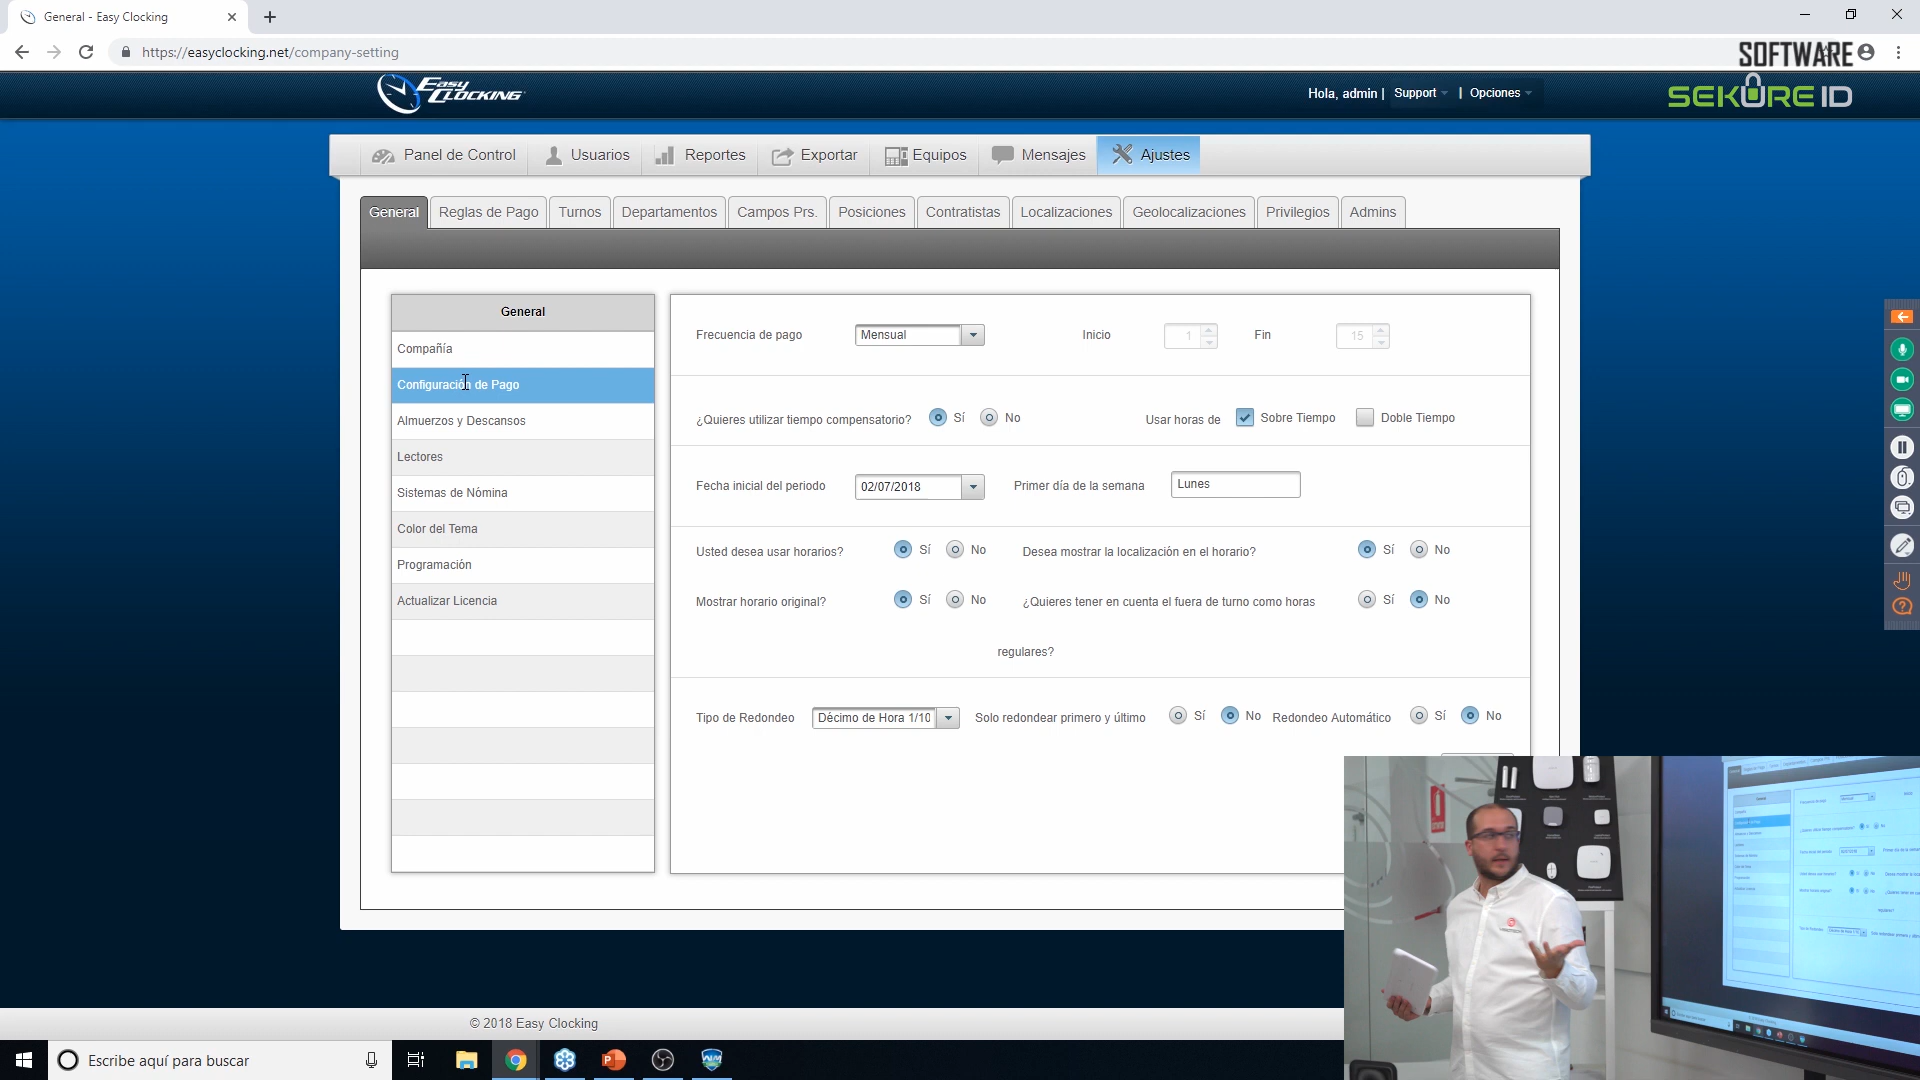 General - Easy Clocking
https://easyclocking.net/company-setting
SOFTWARE
EASY CLOCKING
Hola, admin | Support | Opciones
SEKUREID
Panel de Control Usuarios Reportes Exportar Equipos Mensajes Ajustes
General Reglas de Pago Turnos Departamentos Campos Prs. Posiciones Contratistas Localizaciones Geolocalizaciones Privilegios Admins
General
Compañía
Configuración de Pago
Almuerzos y Descansos
Lectores
Sistemas de Nómina
Color del Tema
Programación
Actualizar Licencia
Frecuencia de pago Mensual Inicio 1 Fin 15
¿Quieres utilizar tiempo compensatorio? Sí No Usar horas de Sobre Tiempo Doble Tiempo
Fecha inicial del periodo 02/07/2018 Primer día de la semana Lunes
Usted desea usar horarios? Sí No Desea mostrar la localización en el horario? Sí No
Mostrar horario original? Sí No ¿Quieres tener en cuenta el fuera de turno como horas Sí No
regulares?
Tipo de Redondeo Décimo de Hora 1/10 Solo redondear primero y último Sí No Redondeo Automático Sí No
© 2018 Easy Clocking
Escribe aquí para buscar